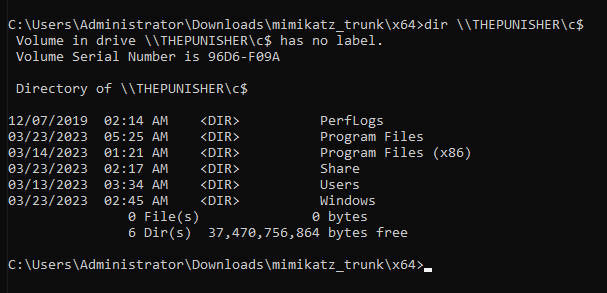 C:\Users\Administrator\Downloads\mimikatz_trunk\x64>dir \\THEPUNISHER\c$
 Volume in drive \\THEPUNISHER\c$ has no label.
 Volume Serial Number is 96D6-F09A

 Directory of \\THEPUNISHER\c$

12/07/2019  02:14 AM    <DIR>          PerfLogs
03/23/2023  05:25 AM    <DIR>          Program Files
03/14/2023  01:21 AM    <DIR>          Program Files (x86)
03/23/2023  02:17 AM    <DIR>          Share
03/13/2023  03:34 AM    <DIR>          Users
03/23/2023  02:45 AM    <DIR>          Windows
               0 File(s)              0 bytes
               6 Dir(s)  37,470,756,864 bytes free

C:\Users\Administrator\Downloads\mimikatz_trunk\x64>